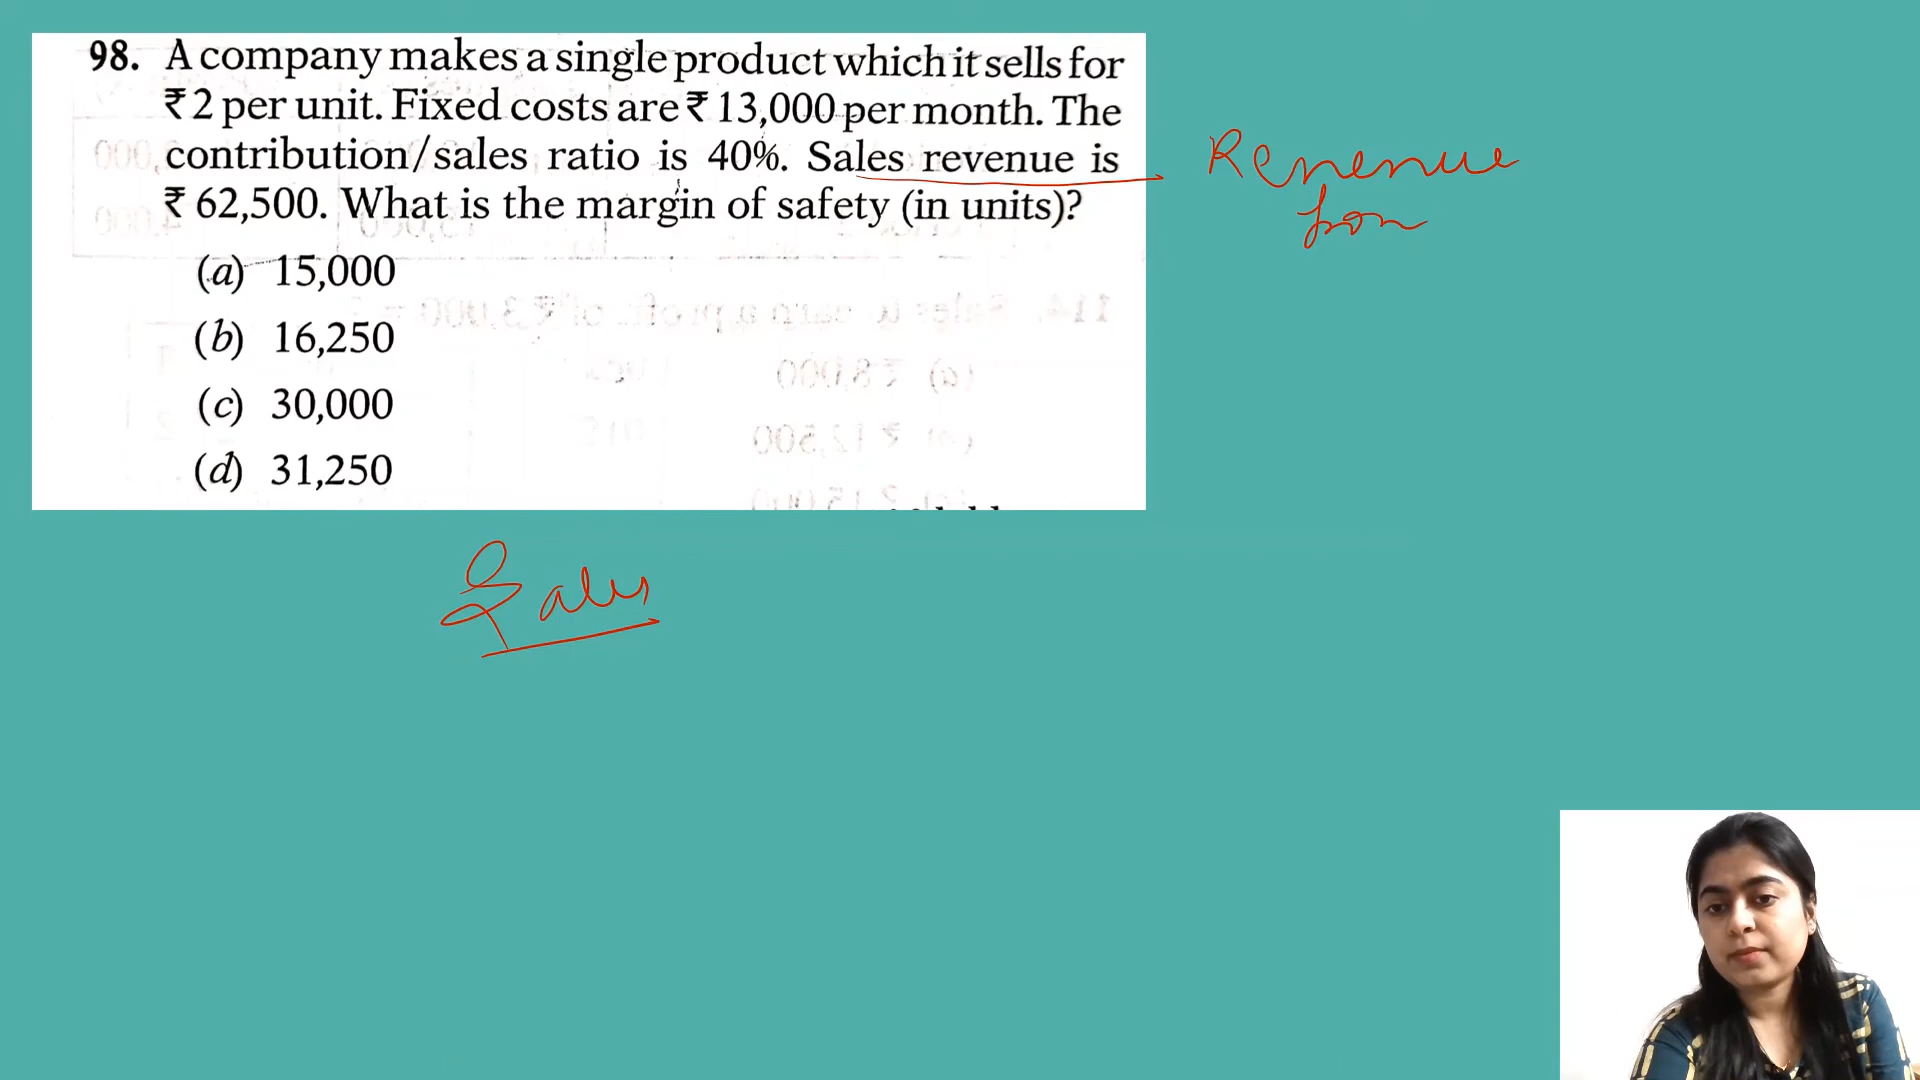 98. A company makes a single product which it sells for
₹ 2 per unit. Fixed costs are ₹ 13,000 per month. The
contribution/sales ratio is 40%. Sales revenue is
₹ 62,500. What is the margin of safety (in units)?
(a) 15,000
(b) 16,250
(c) 30,000
(d) 31,250
Revenue
from
Sales